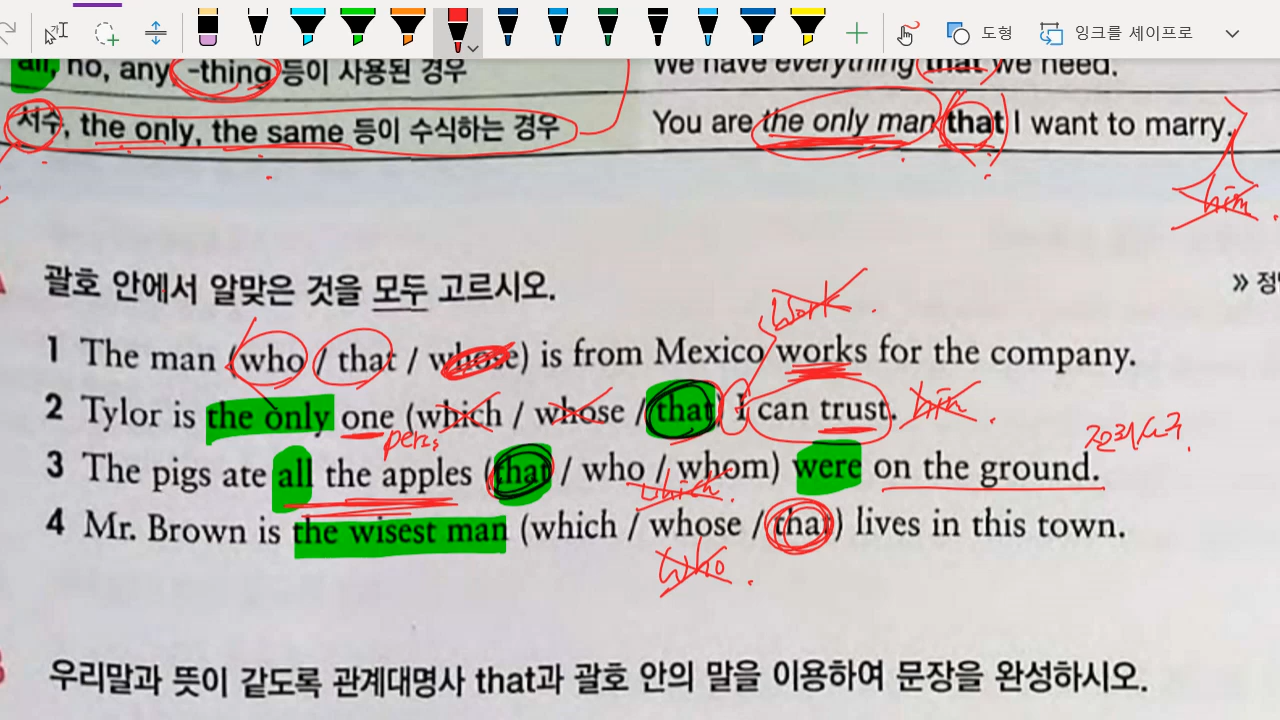 도형
잉크를 셰이프로
all, no, any, -thing 등이 사용된 경우
We have everything that we need.
서수, the only, the same 등이 수식하는 경우
You are the only man that I want to marry.
him
괄호 안에서 알맞은 것을 모두 고르시오.
work
1 The man (who / that / whose) is from Mexico works for the company.
2 Tylor is the only one (which / whose / that) I can trust. him
3 The pigs ate all the apples (that / who / whom) were on the ground.
which
4 Mr. Brown is the wisest man (which / whose / that) lives in this town.
who
우리말과 뜻이 같도록 관계대명사 that과 괄호 안의 말을 이용하여 문장을 완성하시오.